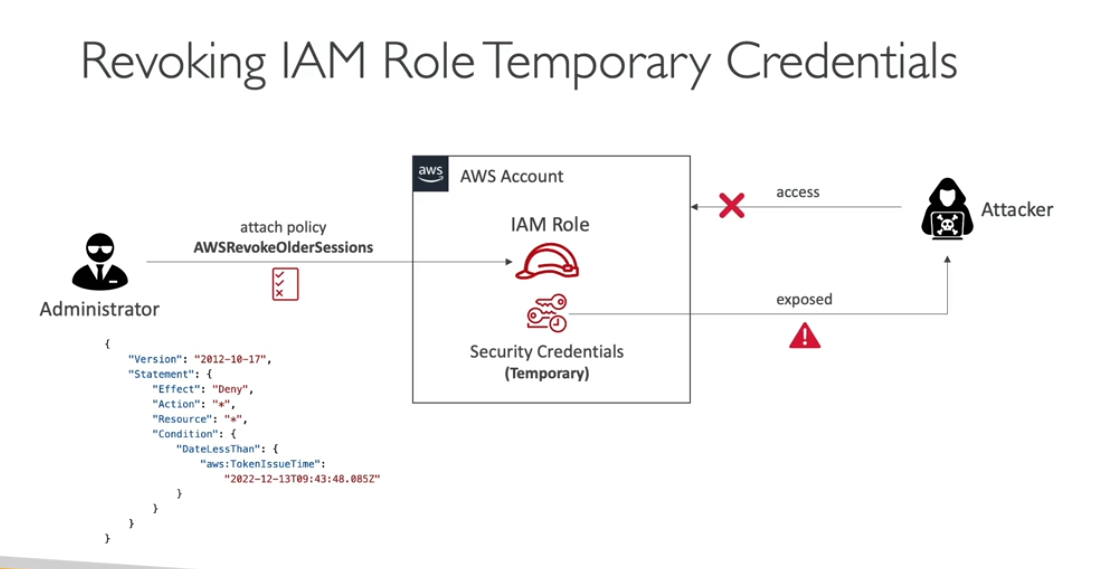 Revoking IAM Role Temporary Credentials
aws
AWS Account
access
attach policy
AWSRevokeOlderSessions
IAM Role
Attacker
Administrator
exposed
Security Credentials
(Temporary)
{
"Version": "2012-10-17",
"Statement": {
"Effect": "Deny",
"Action": "*",
"Resource": "*",
"Condition": {
"DateLessThan": {
"aws:TokenIssueTime":
"2022-12-13T09:43:48.085Z"
}
}
}
}